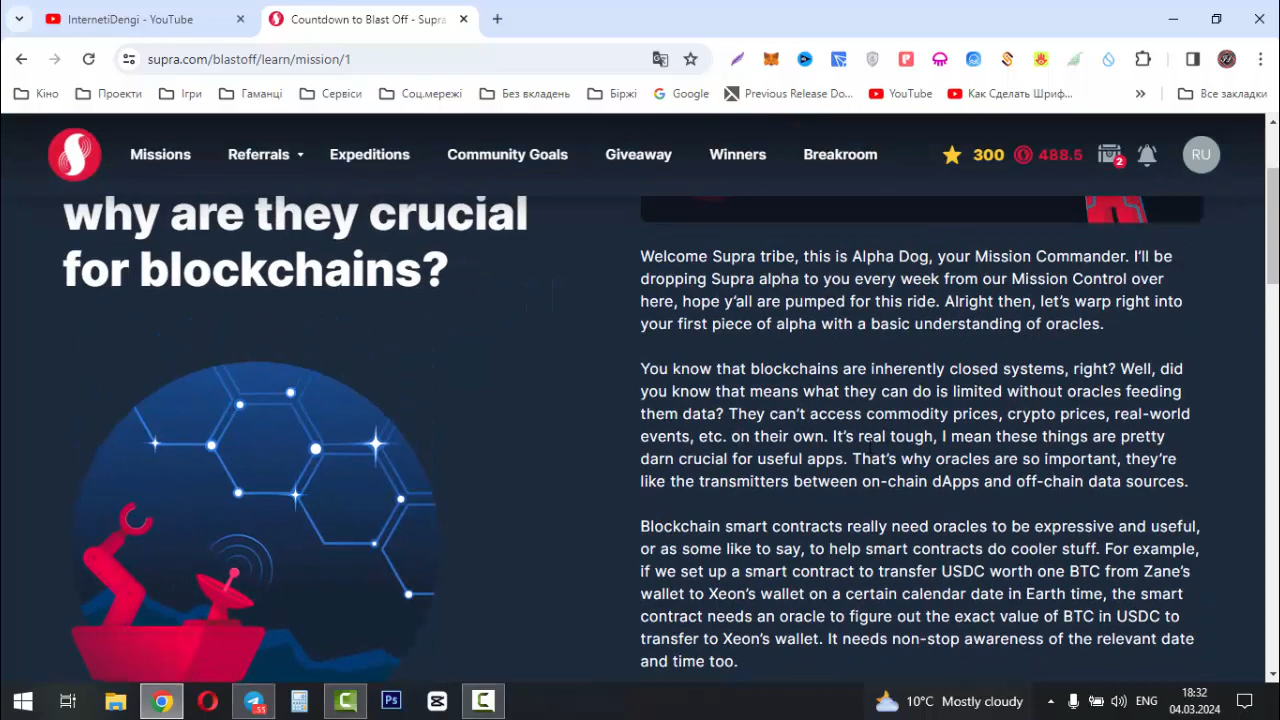 InternetiDengi - YouTube
Countdown to Blast Off - Supra
supra.com/blastoff/learn/mission/1
Кіно
Проекти
Ігри
Гаманці
Сервіси
Соц.мережі
Без вкладень
Біржі
Google
Previous Release Do...
YouTube
Как Сделать Шриф...
Все закладки
Missions
Referrals
Expeditions
Community Goals
Giveaway
Winners
Breakroom
300
488.5
2
RU
why are they crucial
for blockchains?
Welcome Supra tribe, this is Alpha Dog, your Mission Commander. I’ll be
dropping Supra alpha to you every week from our Mission Control over
here, hope y’all are pumped for this ride. Alright then, let’s warp right into
your first piece of alpha with a basic understanding of oracles.
You know that blockchains are inherently closed systems, right? Well, did
you know that means what they can do is limited without oracles feeding
them data? They can’t access commodity prices, crypto prices, real-world
events, etc. on their own. It’s real tough, I mean these things are pretty
darn crucial for useful apps. That’s why oracles are so important, they’re
like the transmitters between on-chain dApps and off-chain data sources.
Blockchain smart contracts really need oracles to be expressive and useful,
or as some like to say, to help smart contracts do cooler stuff. For example,
if we set up a smart contract to transfer USDC worth one BTC from Zane’s
wallet to Xeon’s wallet on a certain calendar date in Earth time, the smart
contract needs an oracle to figure out the exact value of BTC in USDC to
transfer to Xeon’s wallet. It needs non-stop awareness of the relevant date
and time too.
55
Ps
10°C Mostly cloudy
ENG
18:32
04.03.2024